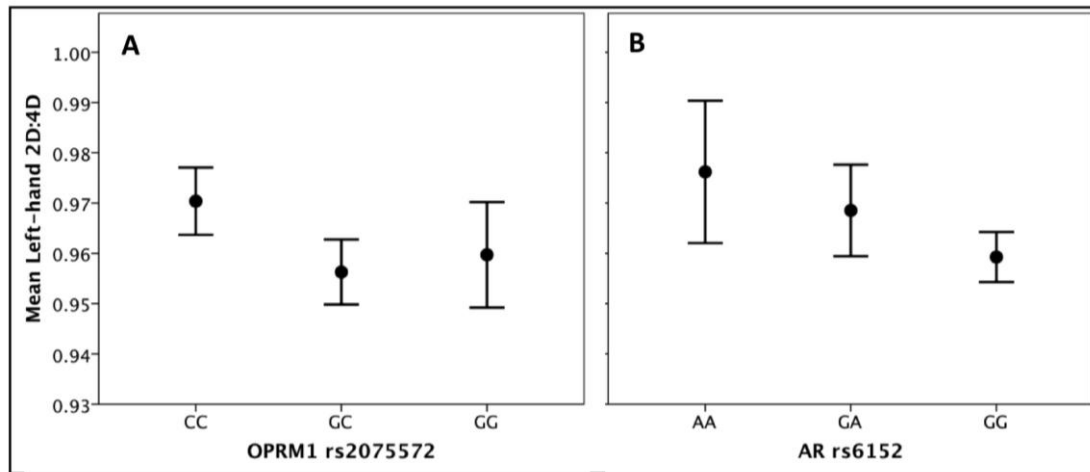 A
B
Mean Left-hand 2D:4D
1.00
0.99
0.98
0.97
0.96
0.95
0.94
0.93
CC GC GG
AA GA GG
OPRM1 rs2075572
AR rs6152